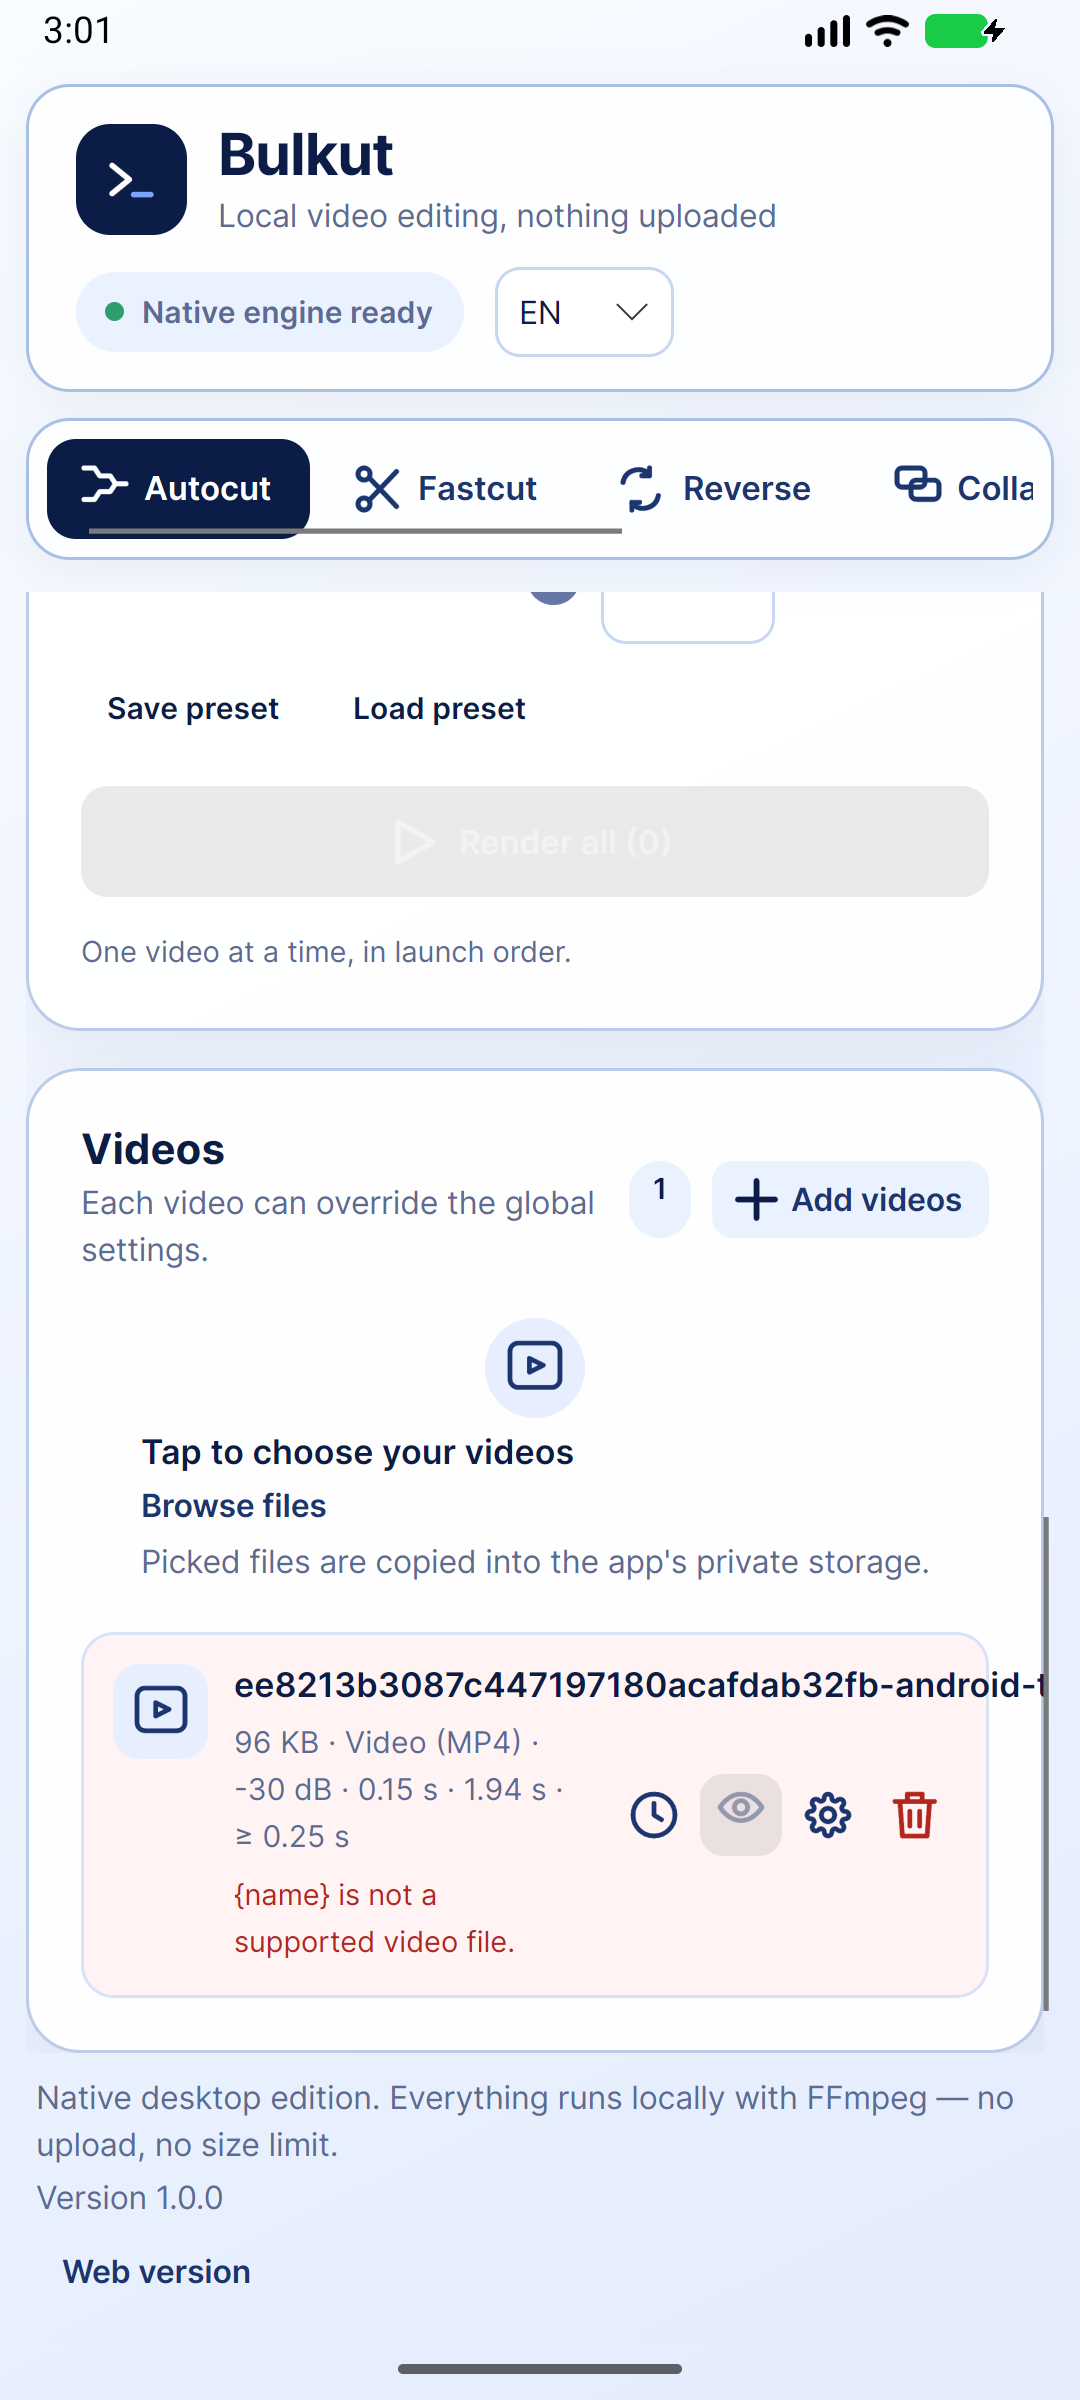 3:01
Bulkut
Local video editing, nothing uploaded
Native engine ready
EN
Autocut
Fastcut
Reverse
Colla
Save preset
Load preset
Render all (0)
One video at a time, in launch order.
Videos
Each video can override the global
settings.
1
Add videos
Tap to choose your videos
Browse files
Picked files are copied into the app's private storage.
ee8213b3087c447197180acafdab32fb-android-t
96 KB · Video (MP4) ·
-30 dB · 0.15 s · 1.94 s ·
≥ 0.25 s
{name} is not a
supported video file.
Native desktop edition. Everything runs locally with FFmpeg — no
upload, no size limit.
Version 1.0.0
Web version